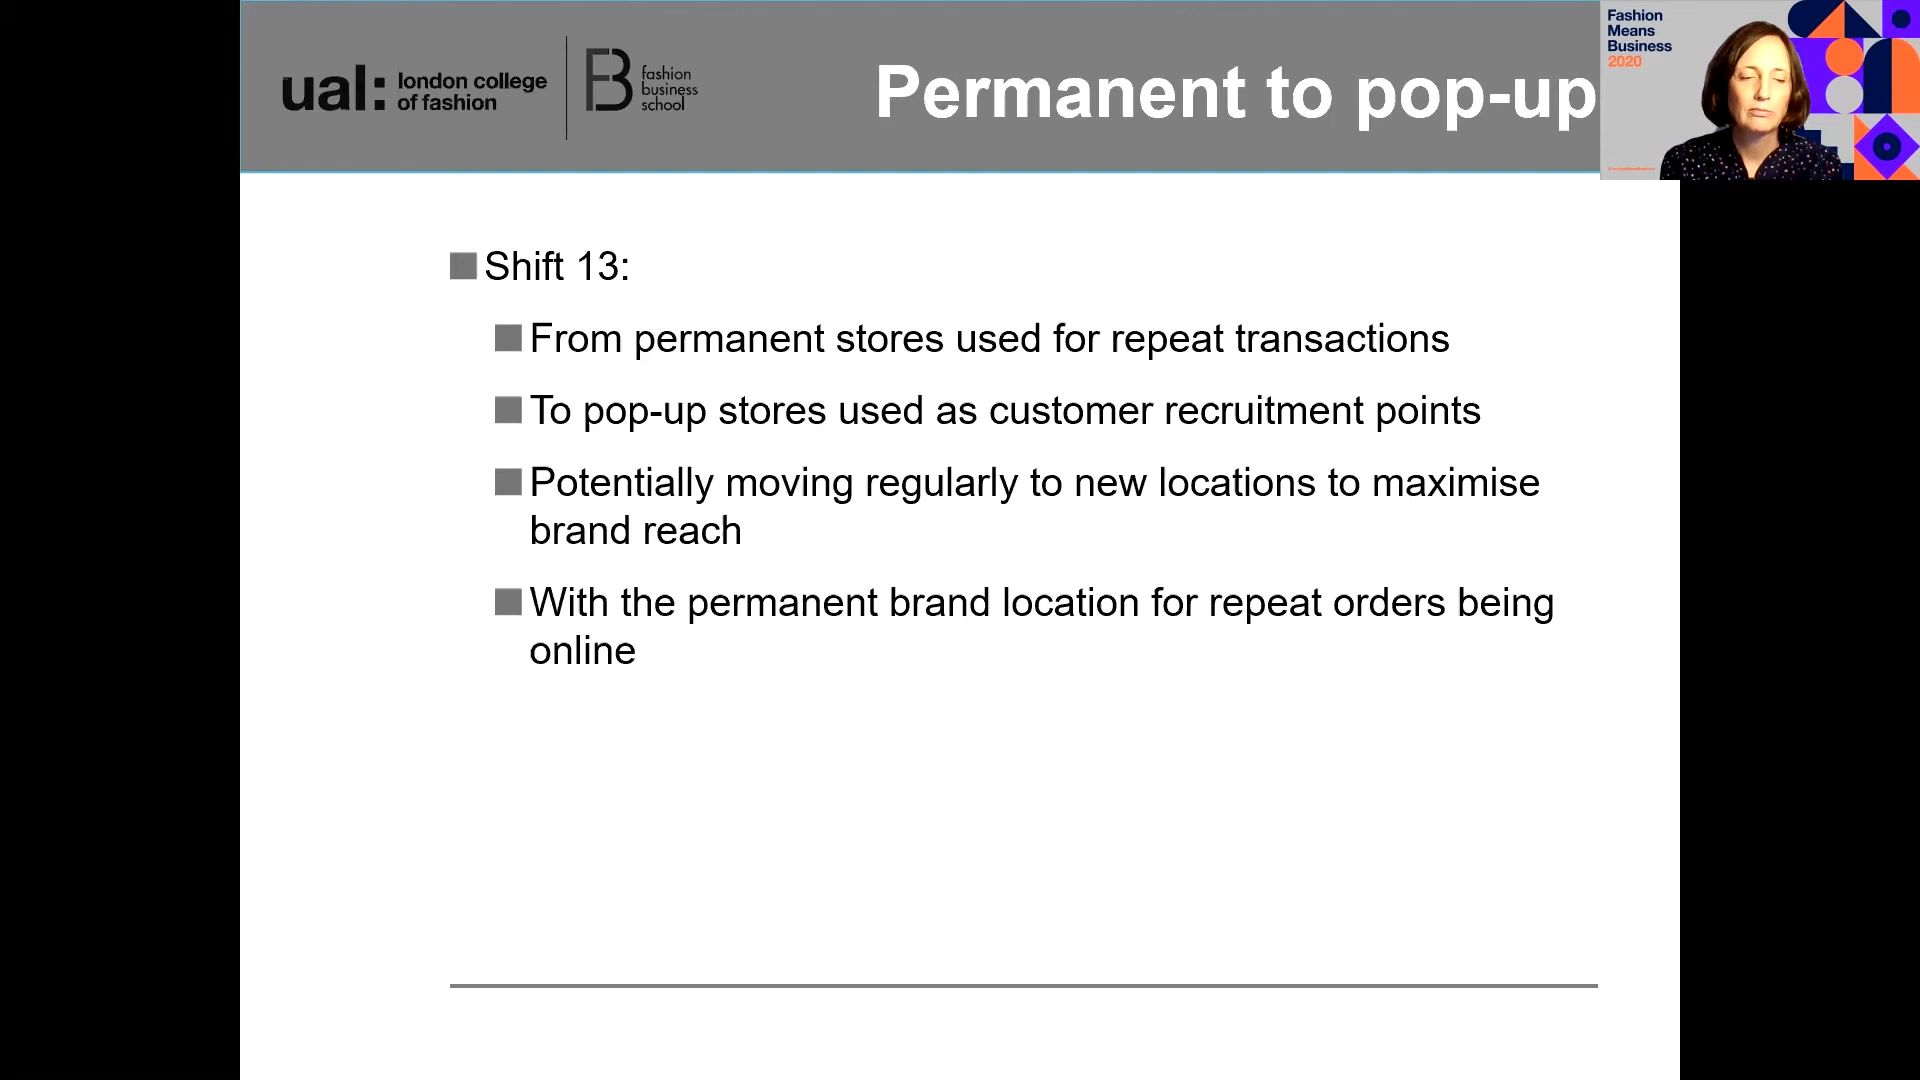 ual: london college
of fashion
FB fashion
business
school
Permanent to pop-up
Fashion
Means
Business
2020
Shift 13:
From permanent stores used for repeat transactions
To pop-up stores used as customer recruitment points
Potentially moving regularly to new locations to maximise
brand reach
With the permanent brand location for repeat orders being
online